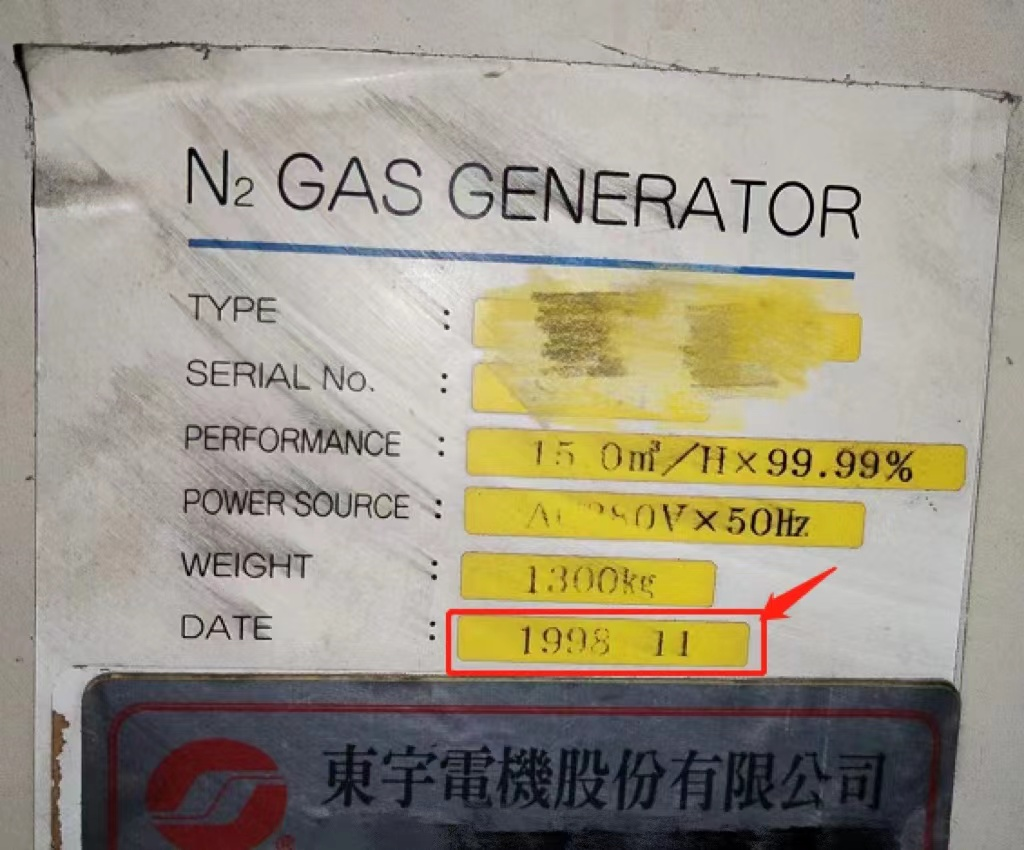 N2 GAS GENERATOR
TYPE :
SERIAL No. :
PERFORMANCE : 15 0m³/H×99.99%
POWER SOURCE : 80V×50Hz
WEIGHT : 1300kg
DATE : 1998 11
東宇電機股份有限公司
®